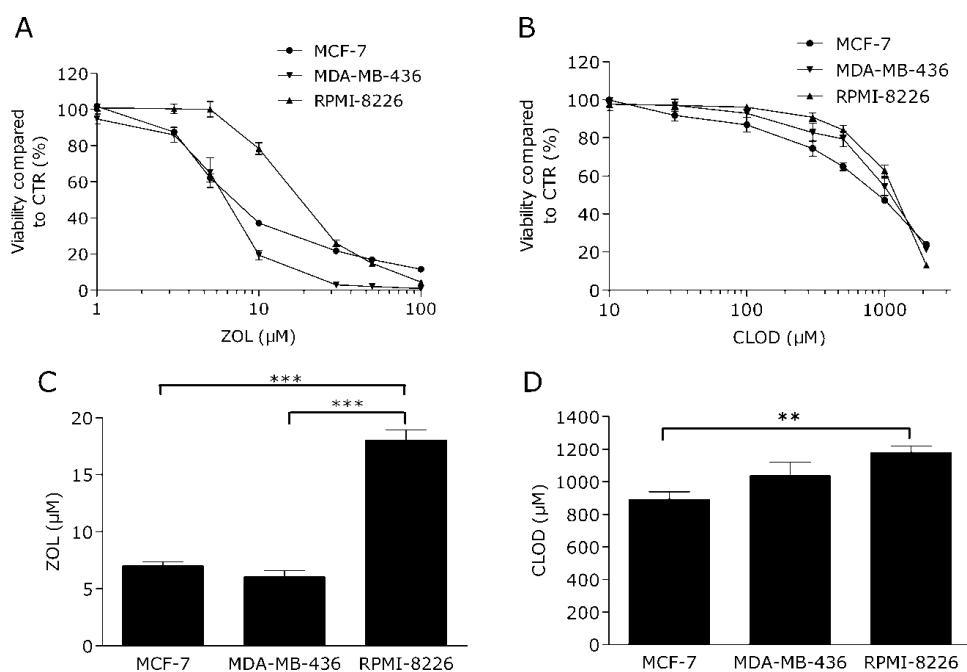 A
MCF-7
MDA-MB-436
RPMI-8226
Viability compared
to CTR (%)
120
100
80
60
40
20
0
1
10
100
ZOL (µM)
B
MCF-7
MDA-MB-436
RPMI-8226
Viability compared
to CTR (%)
120
100
80
60
40
20
0
10
100
1000
CLOD (µM)
C
***
***
ZOL (µM)
20
15
10
5
0
MCF-7
MDA-MB-436
RPMI-8226
D
**
CLOD (µM)
1400
1200
1000
800
600
400
200
0
MCF-7
MDA-MB-436
RPMI-8226